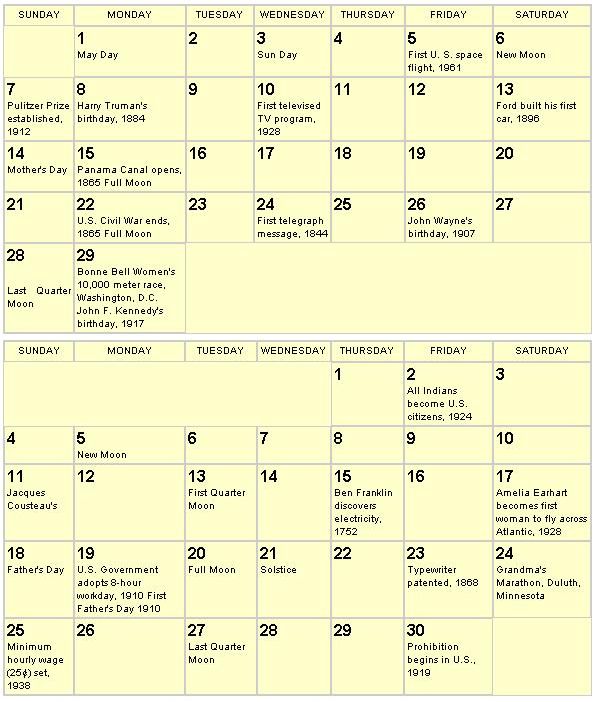 SUNDAY MONDAY TUESDAY WEDNESDAY THURSDAY FRIDAY SATURDAY
1
May Day
2
3
Sun Day
4
5
First U. S. space
flight, 1961
6
New Moon
7
Pulitzer Prize
established,
1912
8
Harry Truman's
birthday, 1884
9
10
First televised
TV program,
1928
11
12
13
Ford built his first
car, 1896
14
Mother's Day
15
Panama Canal opens,
1865 Full Moon
16
17
18
19
20
21
22
U.S. Civil War ends,
1865 Full Moon
23
24
First telegraph
message, 1844
25
26
John Wayne's
birthday, 1907
27
28
Last Quarter
Moon
29
Bonne Bell Women's
10,000 meter race,
Washington, D.C.
John F. Kennedy's
birthday, 1917
SUNDAY MONDAY TUESDAY WEDNESDAY THURSDAY FRIDAY SATURDAY
1
2
All Indians
become U.S.
citizens, 1924
3
4
5
New Moon
6
7
8
9
10
11
Jacques
Cousteau's
12
13
First Quarter
Moon
14
15
Ben Franklin
discovers
electricity,
1752
16
17
Amelia Earhart
becomes first
woman to fly across
Atlantic, 1928
18
Father's Day
19
U.S. Government
adopts 8-hour
workday, 1910 First
Father's Day 1910
20
Full Moon
21
Solstice
22
23
Typewriter
patented, 1868
24
Grandma's
Marathon, Duluth,
Minnesota
25
Minimum
hourly wage
(25¢) set,
1938
26
27
Last Quarter
Moon
28
29
30
Prohibition
begins in U.S.,
1919